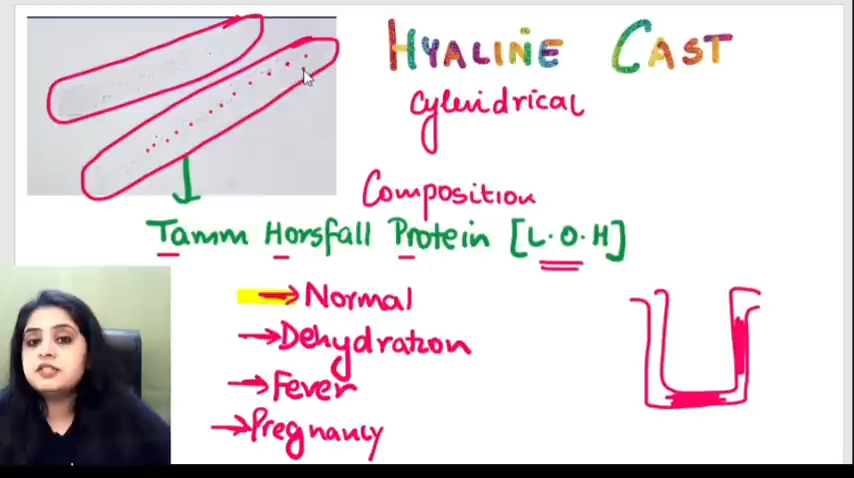 HYALINE CAST
Cylindrical
Composition
Tamm Horsfall Protein [L.O.H]
→ Normal
→ Dehydration
→ Fever
→ Pregnancy